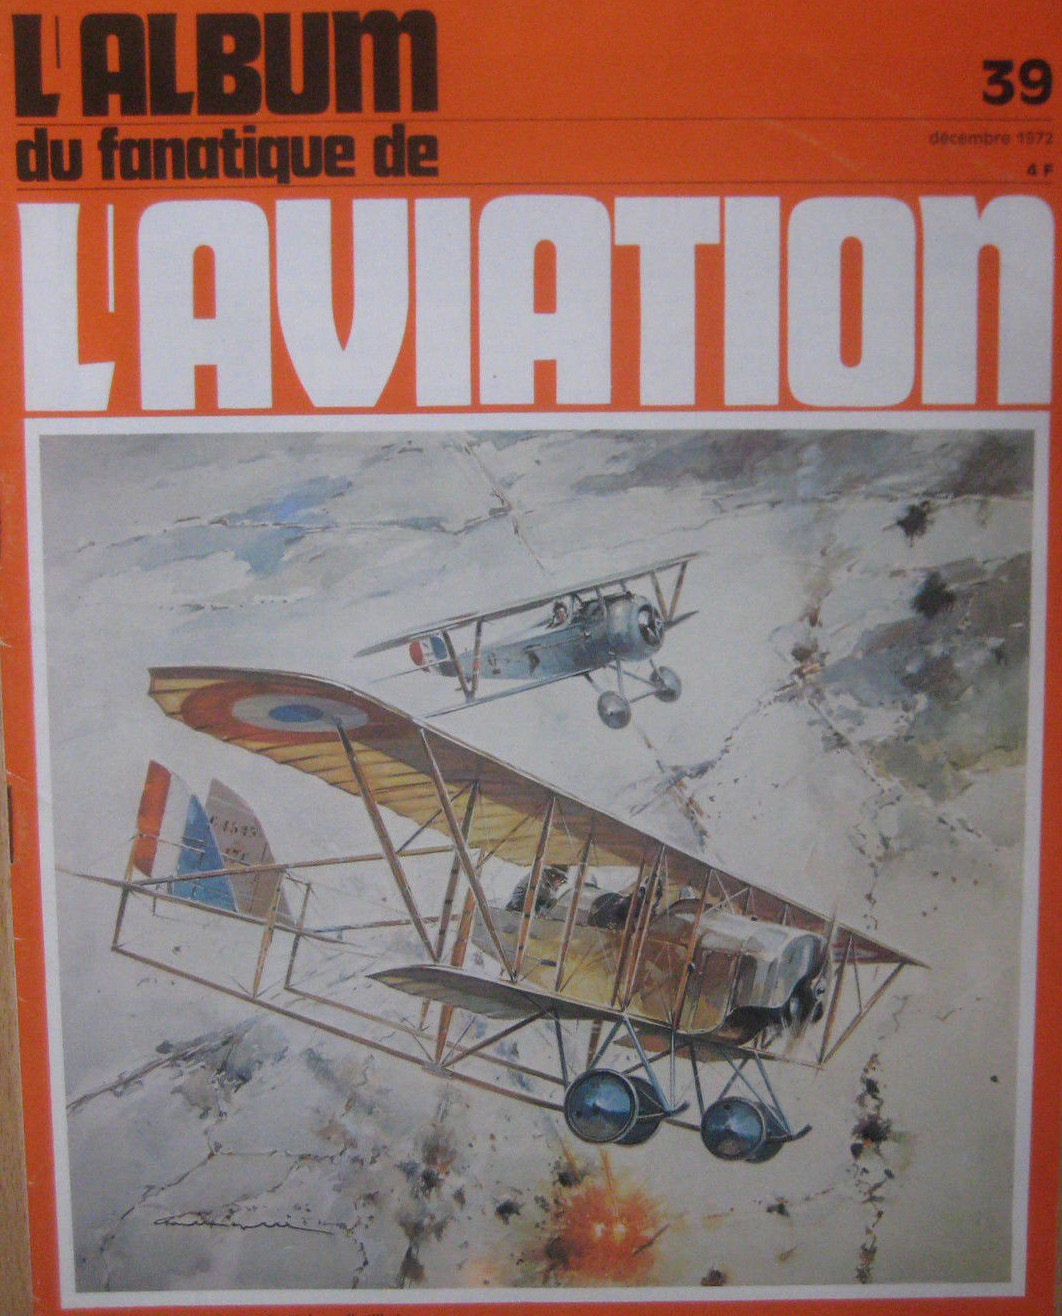 L'ALBUM
du fanatique de
L'AVIATION
39
décembre 1972
4 F